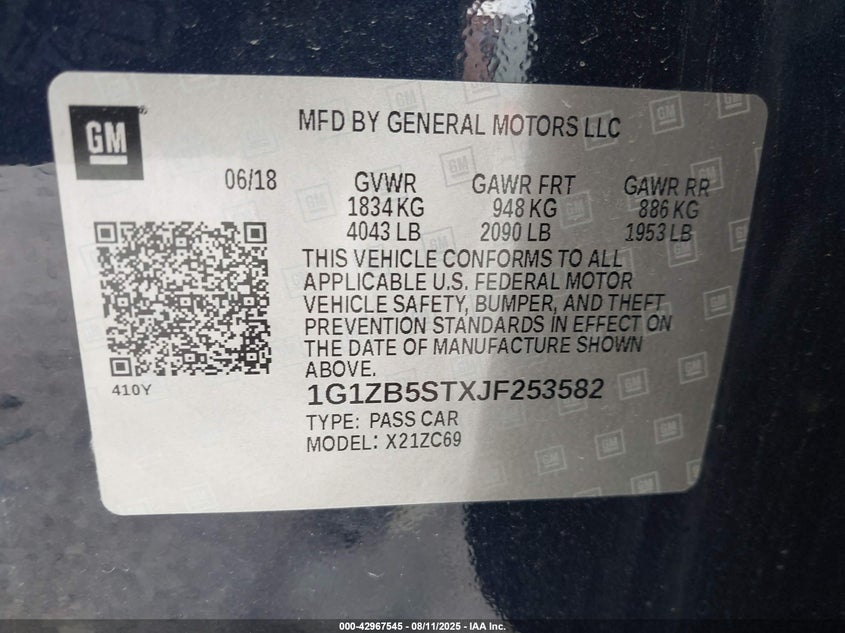 GM
MFD BY GENERAL MOTORS LLC
06/18
GVWR GAWR FRT GAWR RR
1834 KG 948 KG 886 KG
4043 LB 2090 LB 1953 LB
THIS VEHICLE CONFORMS TO ALL
APPLICABLE U.S. FEDERAL MOTOR
VEHICLE SAFETY, BUMPER, AND THEFT
PREVENTION STANDARDS IN EFFECT ON
THE DATE OF MANUFACTURE SHOWN
ABOVE.
410Y
1G1ZB5STXJF253582
TYPE: PASS CAR
MODEL: X21ZC69
000-42967545 - 08/11/2025 - IAA Inc.